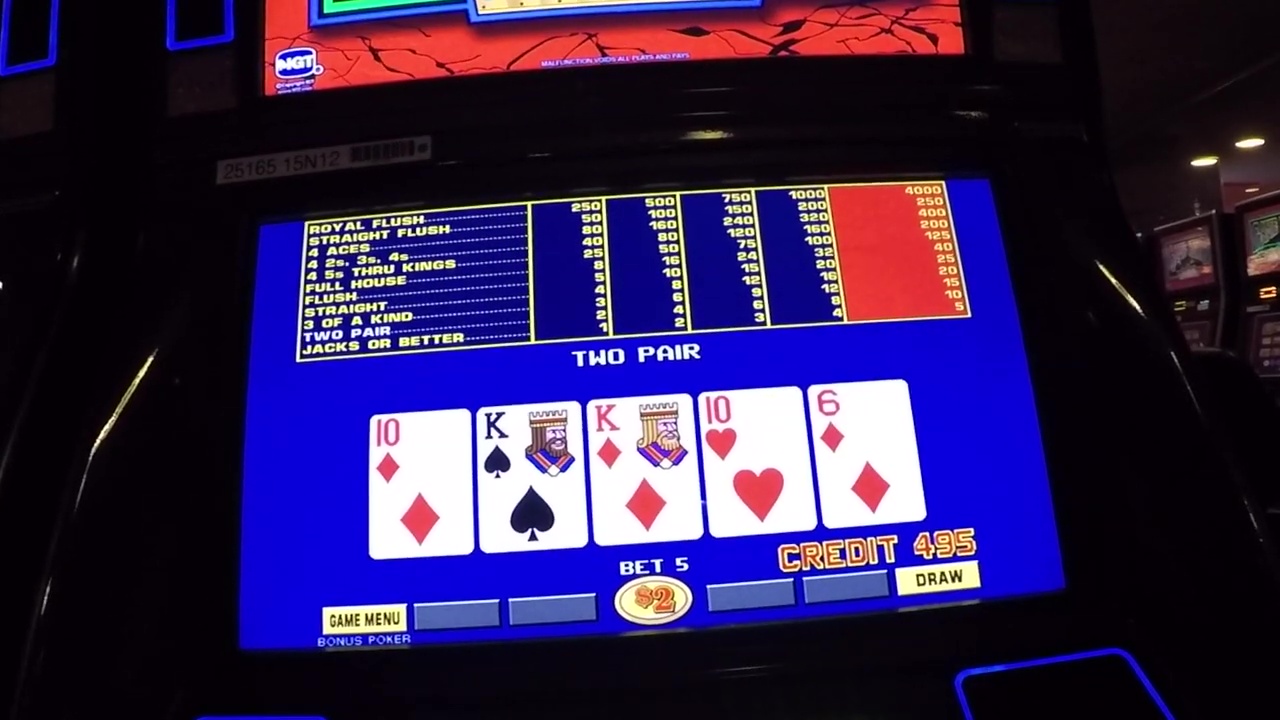 IGT
MALFUNCTION VOIDS ALL PLAYS AND PAYS
25165 15N12
ROYAL FLUSH 250 500 750 1000 4000
STRAIGHT FLUSH 50 100 150 200 250
4 ACES 80 160 240 320 400
4 2s, 3s, 4s 40 80 120 160 200
4 5s THRU KINGS 25 50 75 100 125
FULL HOUSE 8 16 24 32 40
FLUSH 5 10 15 20 25
STRAIGHT 4 8 12 16 20
3 OF A KIND 3 6 9 12 15
TWO PAIR 2 4 6 8 10
JACKS OR BETTER 1 2 3 4 5
TWO PAIR
10 K K 10 6
BET 5
CREDIT 495
GAME MENU $2 DRAW
BONUS POKER